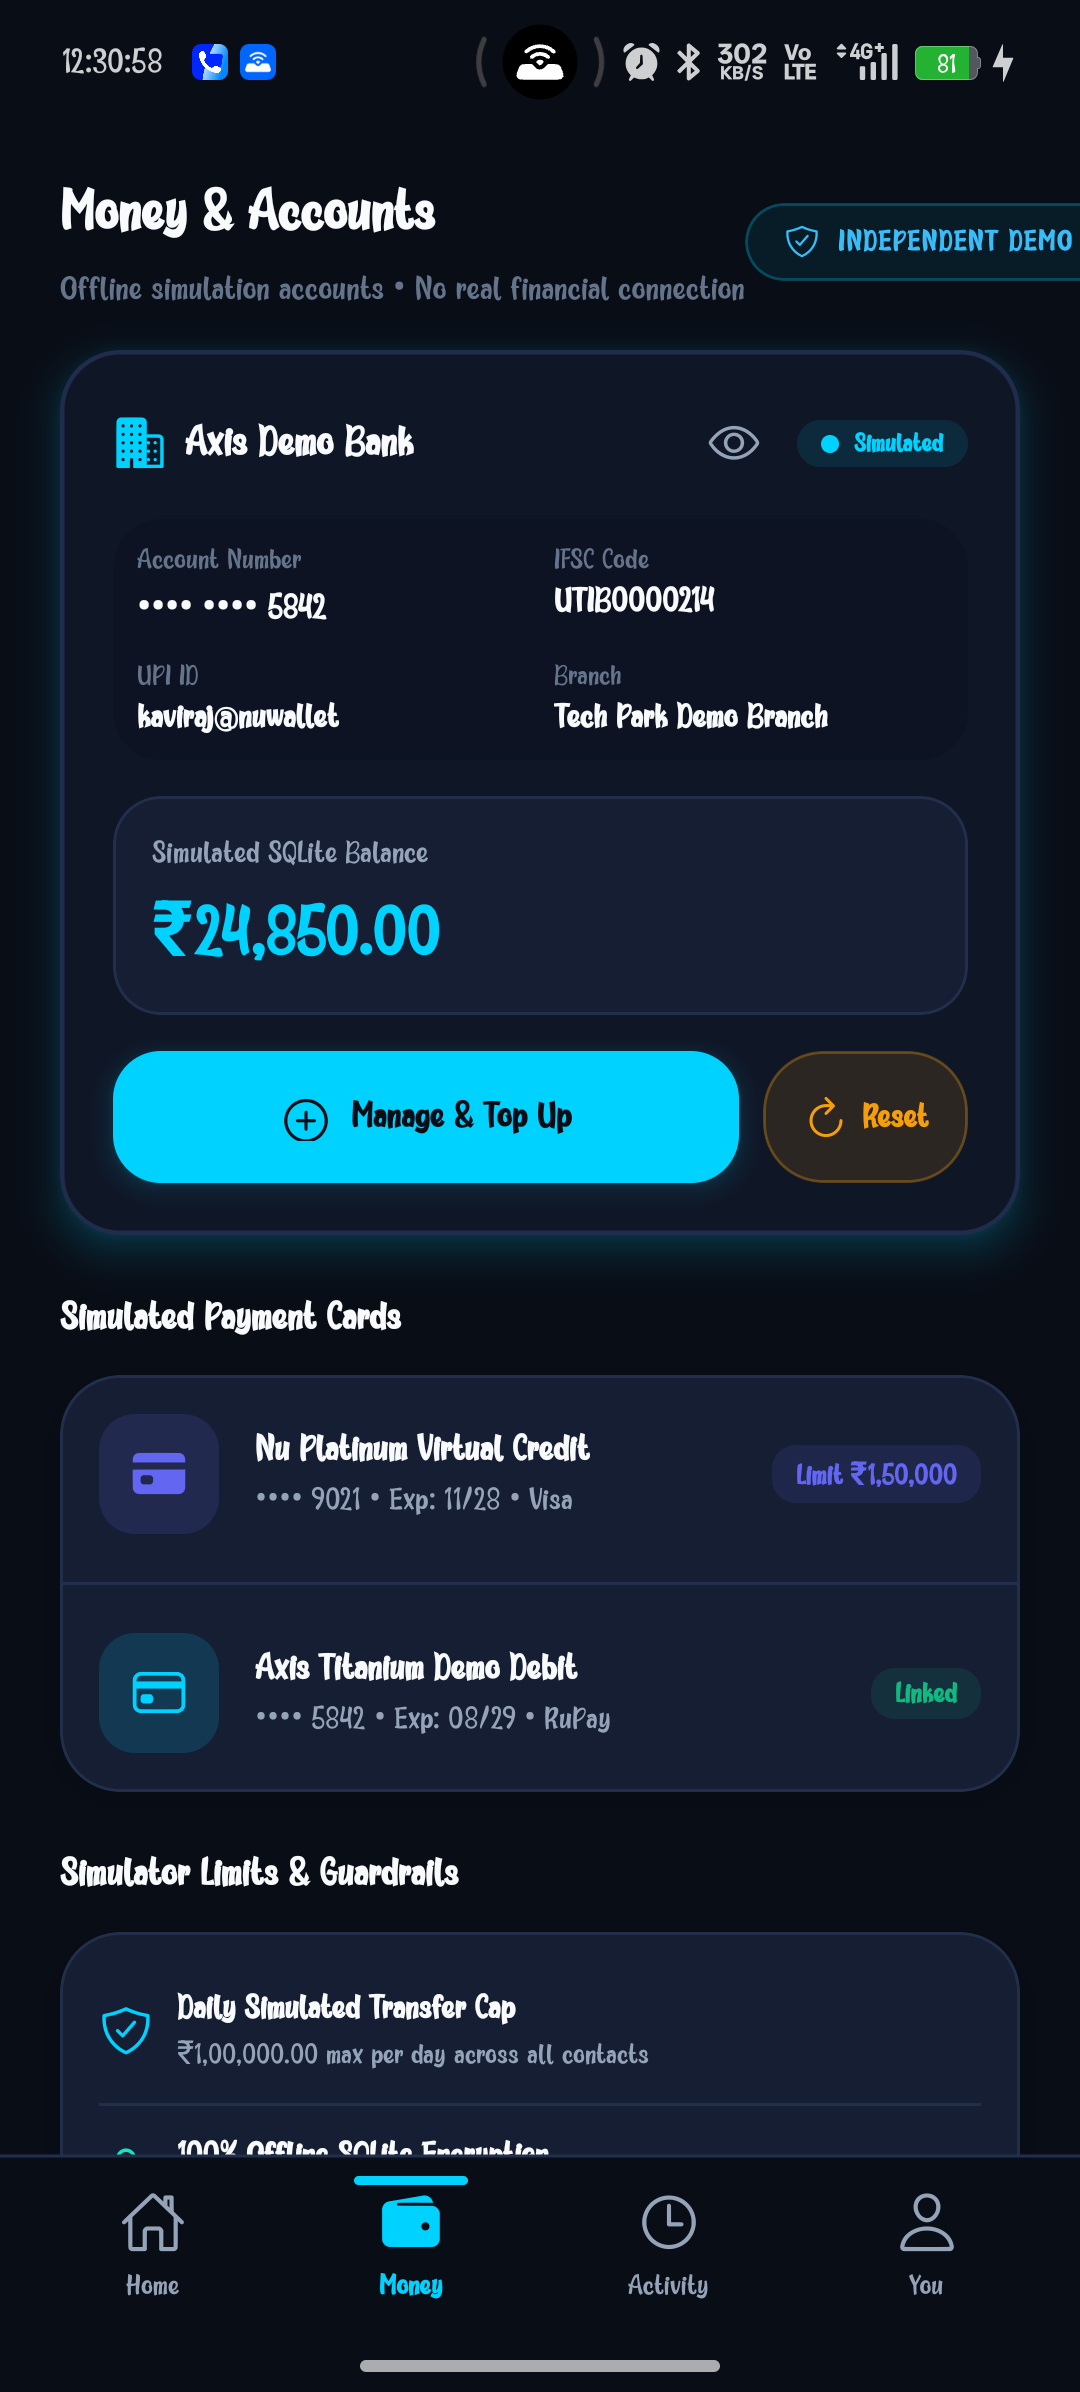 12:30:58
302 KB/S
Vo LTE
4G+
81
Money & Accounts
INDEPENDENT DEMO
Offline simulation accounts • No real financial connection
Axis Demo Bank
Simulated
Account Number
IFSC Code
•••• •••• 5842
UTIB0000214
UPI ID
Branch
kaviraj@nuwallet
Tech Park Demo Branch
Simulated SQLite Balance
₹24,850.00
Manage & Top Up
Reset
Simulated Payment Cards
Nu Platinum Virtual Credit
Limit ₹1,50,000
•••• 9021 • Exp: 11/28 • Visa
Axis Titanium Demo Debit
Linked
•••• 5842 • Exp: 08/29 • RuPay
Simulator Limits & Guardrails
Daily Simulated Transfer Cap
₹1,00,000.00 max per day across all contacts
100% Offline SQLite Encryption
Home
Money
Activity
You